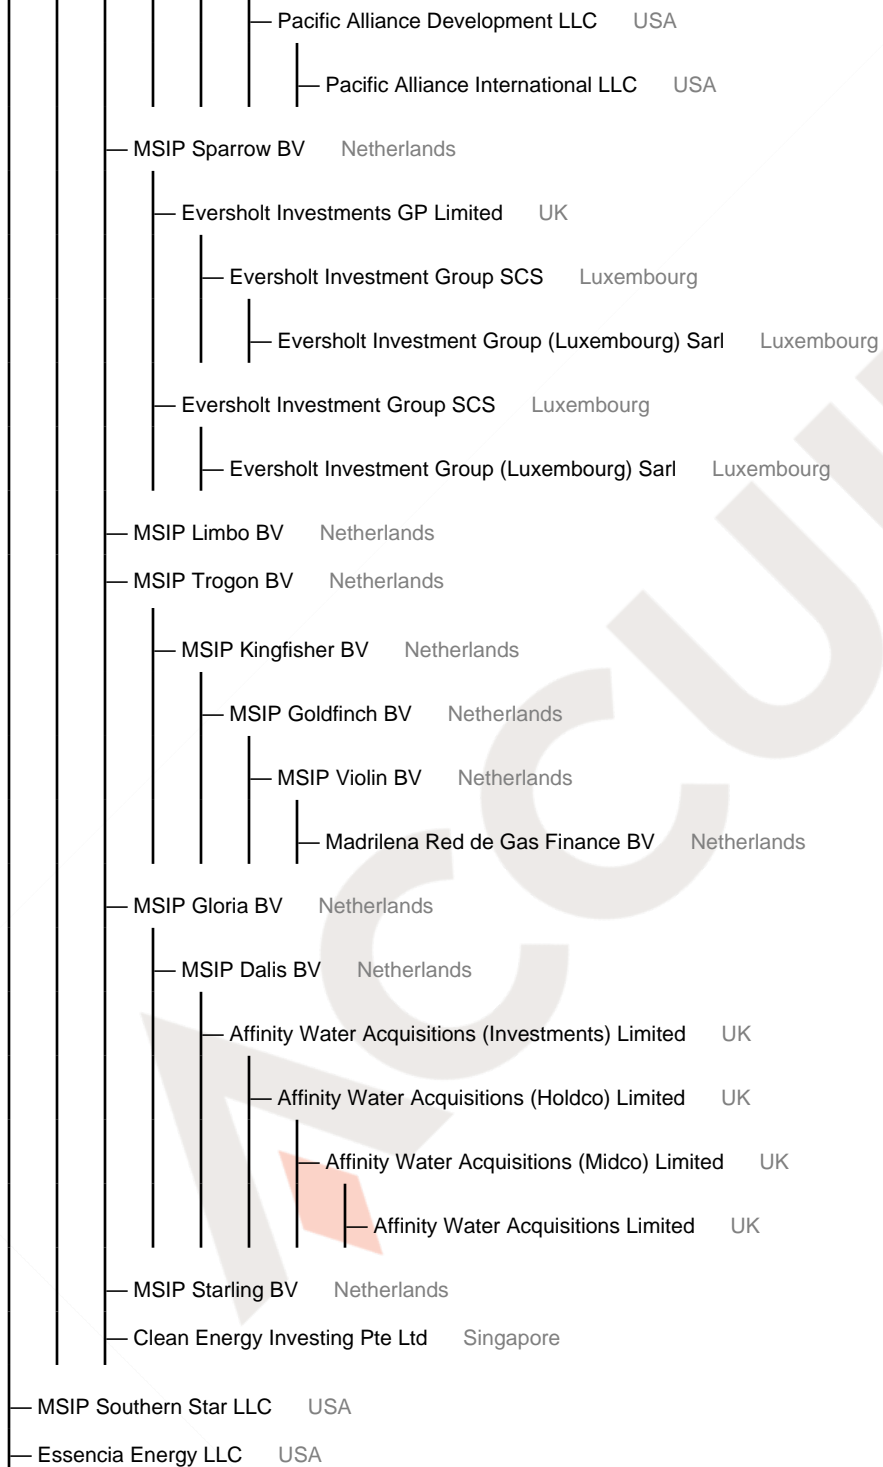 Pacific Alliance Development LLC USA
Pacific Alliance International LLC USA
MSIP Sparrow BV Netherlands
Eversholt Investments GP Limited UK
Eversholt Investment Group SCS Luxembourg
Eversholt Investment Group (Luxembourg) Sarl Luxembourg
Eversholt Investment Group SCS Luxembourg
Eversholt Investment Group (Luxembourg) Sarl Luxembourg
MSIP Limbo BV Netherlands
MSIP Trogon BV Netherlands
MSIP Kingfisher BV Netherlands
MSIP Goldfinch BV Netherlands
MSIP Violin BV Netherlands
Madrilena Red de Gas Finance BV Netherlands
MSIP Gloria BV Netherlands
MSIP Dalis BV Netherlands
Affinity Water Acquisitions (Investments) Limited UK
Affinity Water Acquisitions (Holdco) Limited UK
Affinity Water Acquisitions (Midco) Limited UK
Affinity Water Acquisitions Limited UK
MSIP Starling BV Netherlands
Clean Energy Investing Pte Ltd Singapore
MSIP Southern Star LLC USA
Essencia Energy LLC USA